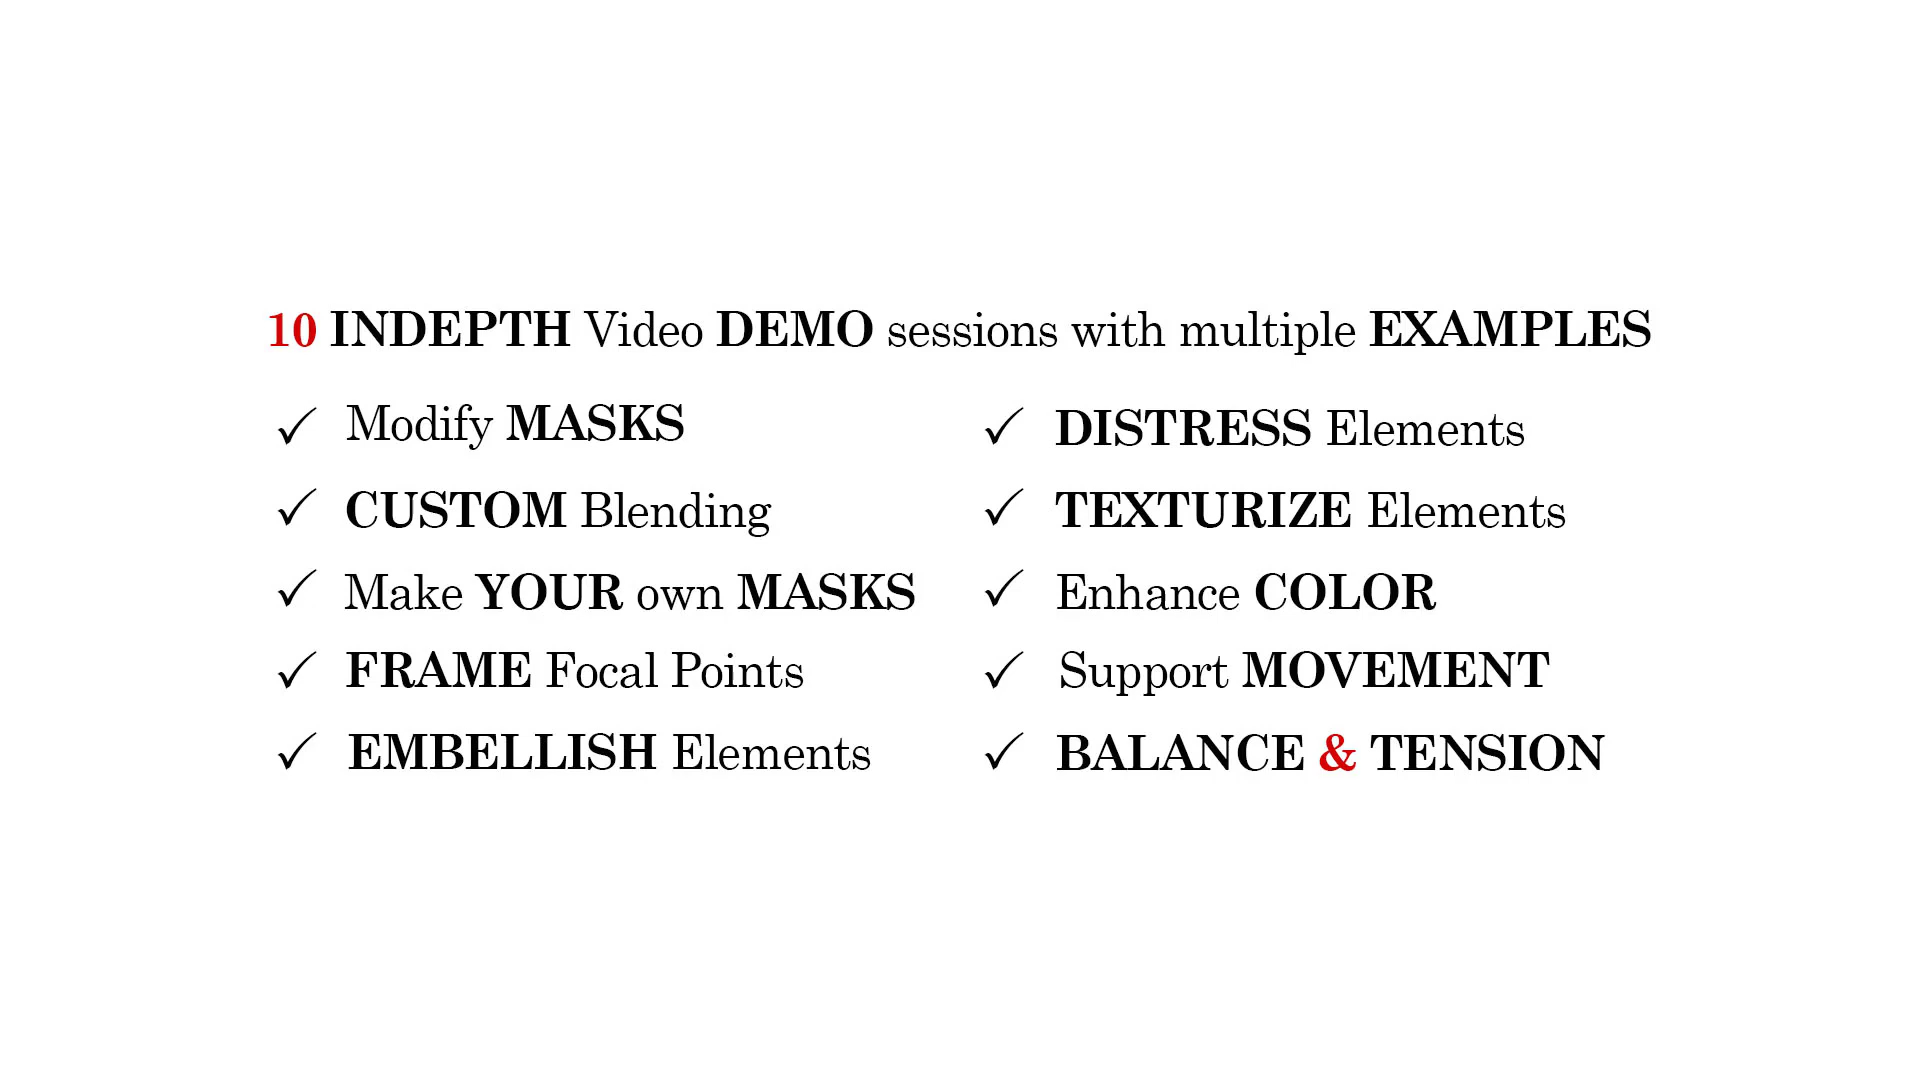 10 INDEPTH Video DEMO sessions with multiple EXAMPLES
✓ Modify MASKS
✓ CUSTOM Blending
✓ Make YOUR own MASKS
✓ FRAME Focal Points
✓ EMBELLISH Elements
✓ DISTRESS Elements
✓ TEXTURIZE Elements
✓ Enhance COLOR
✓ Support MOVEMENT
✓ BALANCE & TENSION